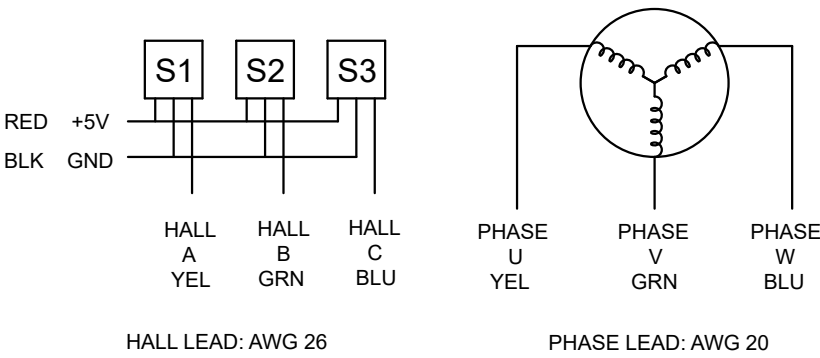 S1 S2 S3
RED +5V
BLK GND
HALL
A
YEL
HALL
B
GRN
HALL
C
BLU
HALL LEAD: AWG 26
PHASE
U
YEL
PHASE
V
GRN
PHASE
W
BLU
PHASE LEAD: AWG 20